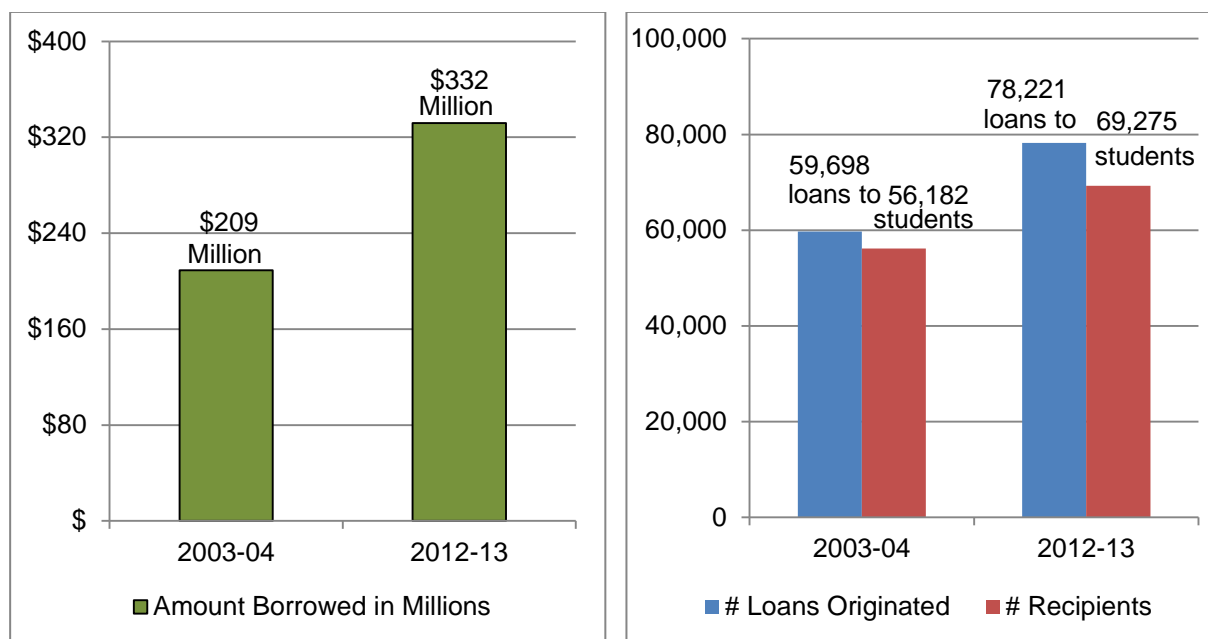 $400
$320
$240
$160
$80
$
$332
Million
$209
Million
2003-04
2012-13
Amount Borrowed in Millions
100,000
80,000
60,000
40,000
20,000
0
78,221
loans to
69,275
students
59,698
loans to
56,182
students
2003-04
2012-13
# Loans Originated
# Recipients